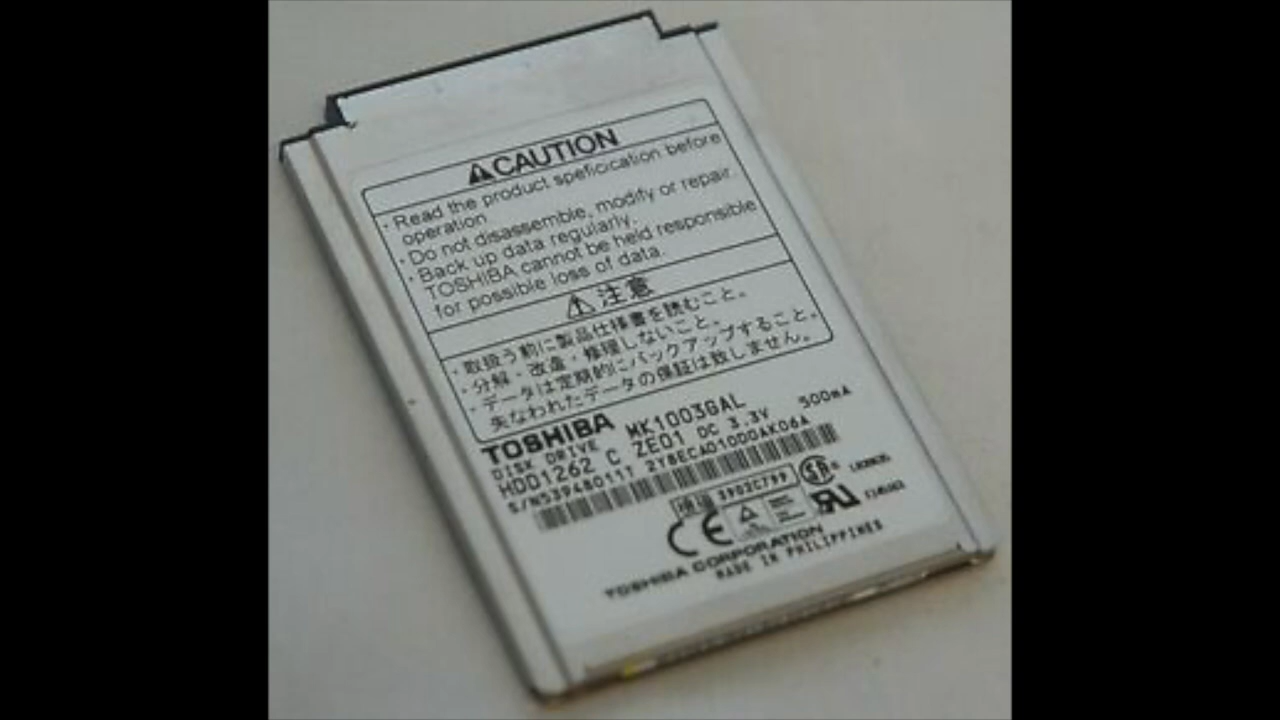 ⚠CAUTION
・Read the product speficication before
operation
・Do not disassemble, modify or repair.
・Back up data regularly.
TOSHIBA cannot be held responsible
for possible loss of data.
⚠注意
・取扱う前に製品仕様書を読むこと。
・分解・改造・修理しないこと。
・データは定期的にバックアップすること。
失なわれたデータの保証は致しません。
TOSHIBA MK1003GAL
DISK DRIVE
HDD1262 C ZE01 DC 3.3V 500mA
S/N 2Y8ECA010D0AK06A
CE
TOSHIBA CORPORATION
MADE IN PHILIPPINES